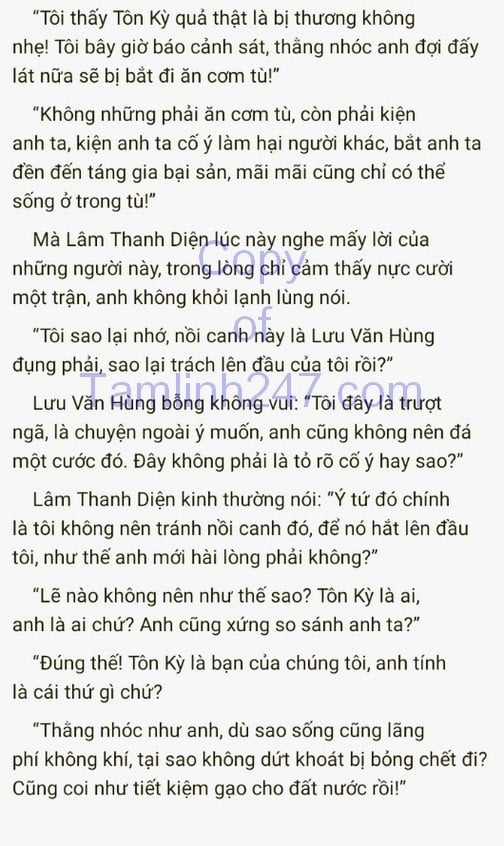 “Tôi thấy Tôn Kỳ quả thật là bị thương không
nhẹ! Tôi bây giờ báo cảnh sát, thằng nhóc anh đợi đấy
lát nữa sẽ bị bắt đi ăn cơm tù!”
“Không những phải ăn cơm tù, còn phải kiện
anh ta, kiện anh ta cố ý làm hại người khác, bắt anh ta
đền đến táng gia bại sản, mãi mãi cũng chỉ có thể
sống ở trong tù!”
Mà Lâm Thanh Diện lúc này nghe mấy lời của
những người này, trong lòng chỉ cảm thấy nực cười
một trận, anh không khỏi lạnh lùng nói.
“Tôi sao lại nhớ, nồi canh này là Lưu Văn Hùng
đụng phải, sao lại trách lên đầu của tôi rồi?”
Lưu Văn Hùng bỗng không vui: “Tôi đây là trượt
ngã, là chuyện ngoài ý muốn, anh cũng không nên đá
một cước đó. Đây không phải là tỏ rõ cố ý hay sao?”
Lâm Thanh Diện kinh thường nói: “Ý tứ đó chính
là tôi không nên tránh nồi canh đó, để nó hắt lên đầu
tôi, như thế anh mới hài lòng phải không?”
“Lẽ nào không nên như thế sao? Tôn Kỳ là ai,
anh là ai chứ? Anh cũng xứng so sánh anh ta?”
“Đúng thế! Tôn Kỳ là bạn của chúng tôi, anh tính
là cái thứ gì chứ?
“Thằng nhóc như anh, dù sao sống cũng lãng
phí không khí, tại sao không dứt khoát bị bỏng chết đi?
Cũng coi như tiết kiệm gạo cho đất nước rồi!”
Copy
of
Tamlinh247.com